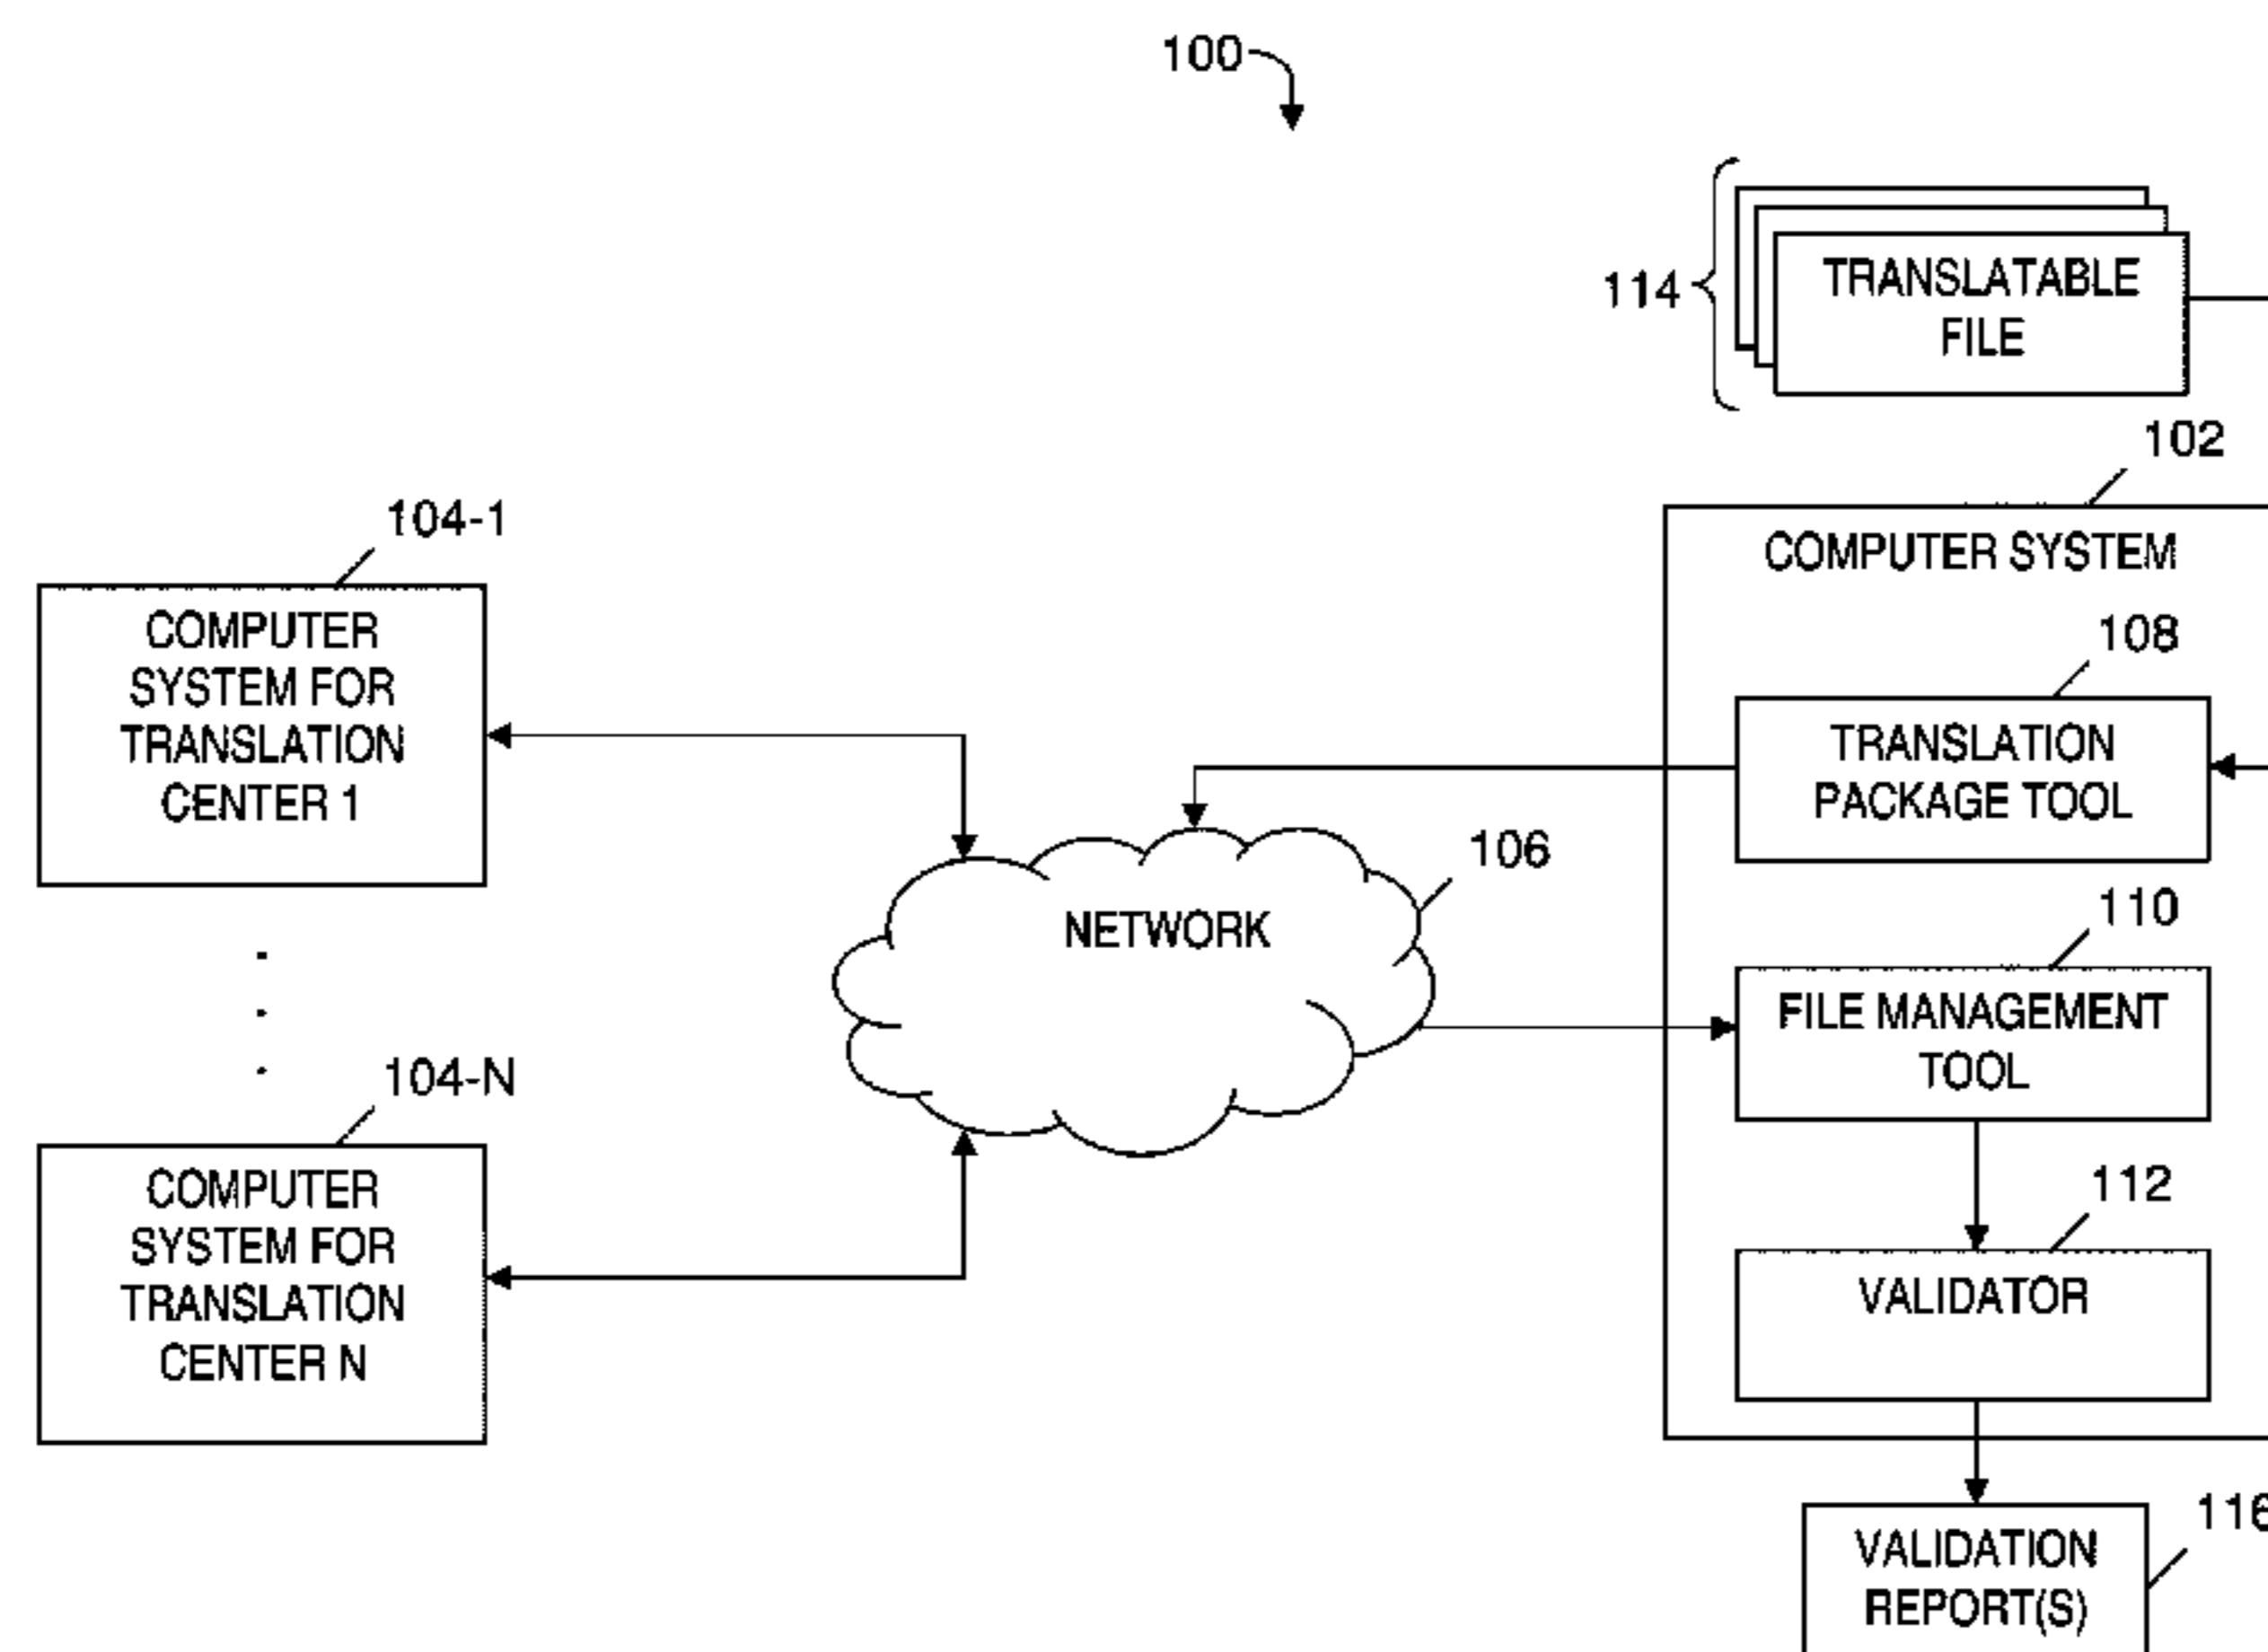 100
TRANSLATABLE
FILE
114
102
COMPUTER SYSTEM
104-1
COMPUTER
SYSTEM FOR
TRANSLATION
CENTER 1
108
TRANSLATION
PACKAGE TOOL
106
NETWORK
110
FILE MANAGEMENT
TOOL
104-N
COMPUTER
SYSTEM FOR
TRANSLATION
CENTER N
112
VALIDATOR
116
VALIDATION
REPORT(S)